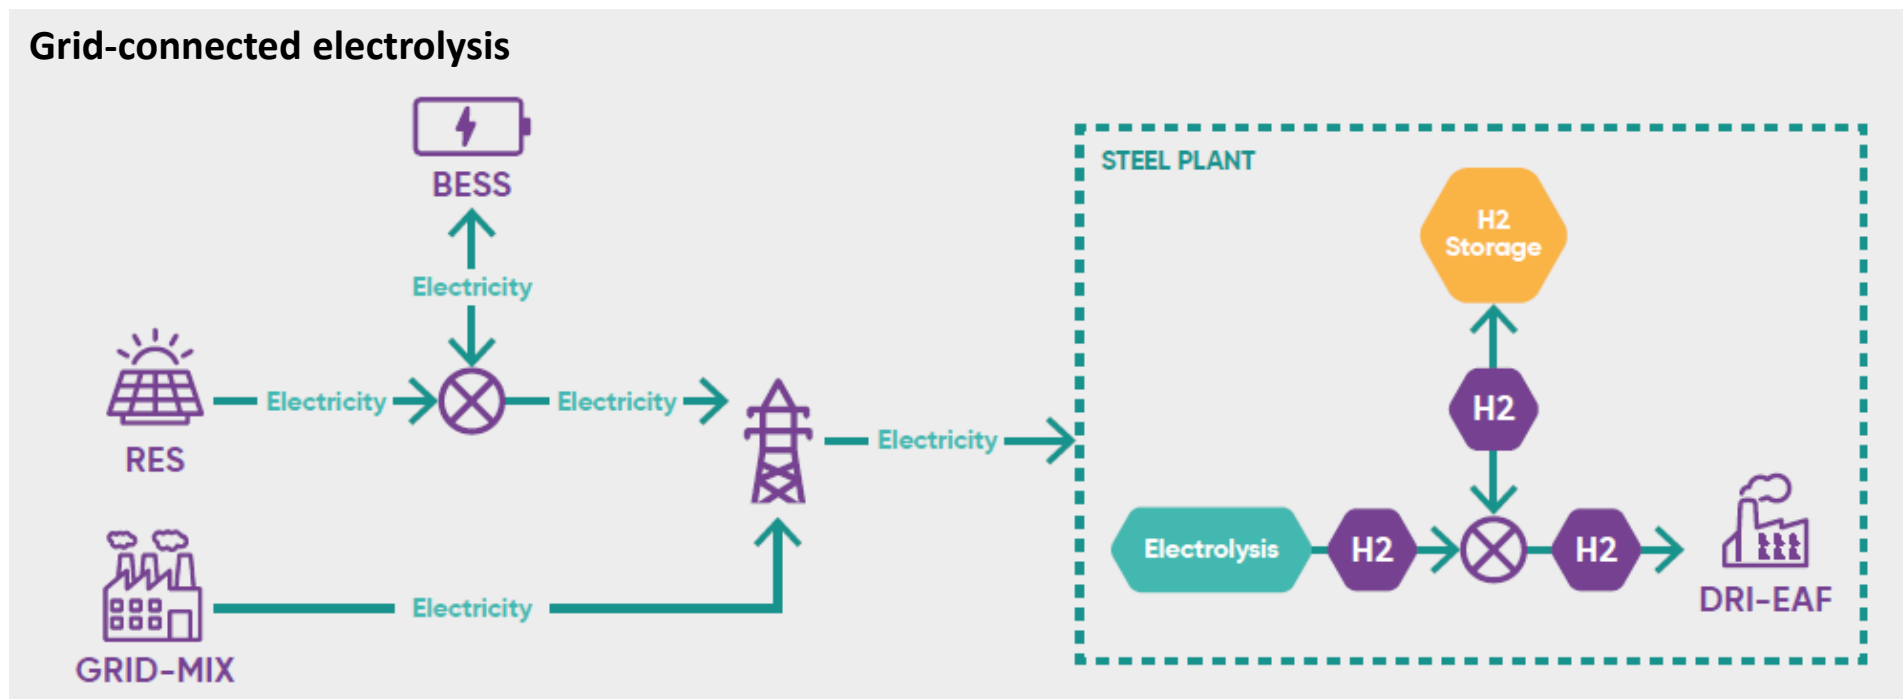 Grid-connected electrolysis
BESS
STEEL PLANT
H2
Storage
Electricity
RES
Electricity
Electricity
H2
Electricity
Electrolysis
H2
H2
DRI-EAF
Electricity
GRID-MIX